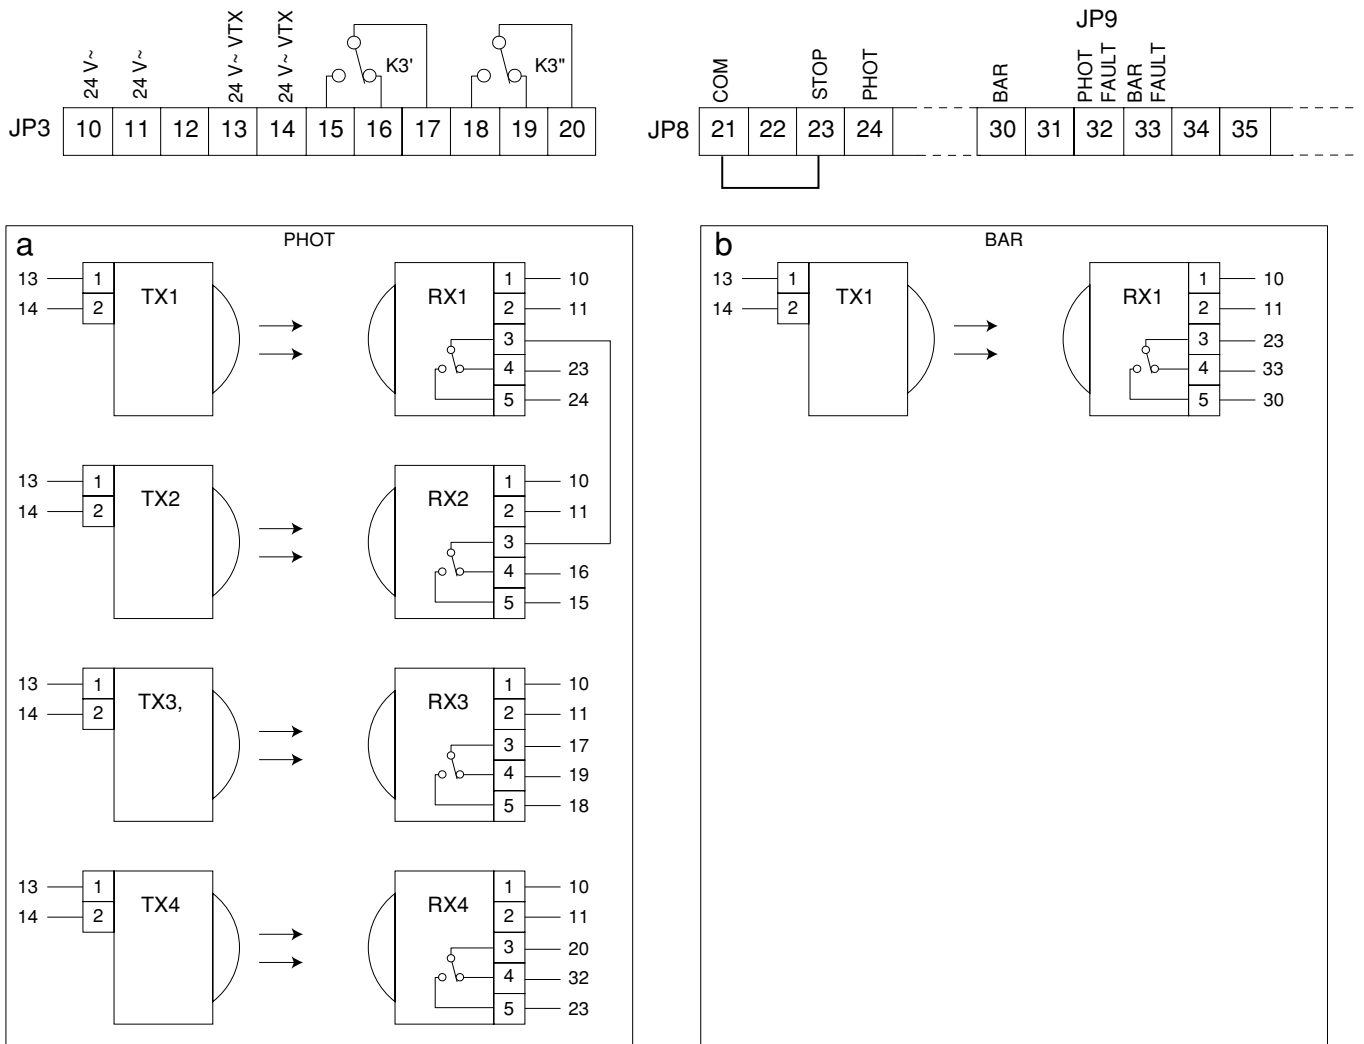 JP9
24 V~ 24 V~ 24 V~ VTX 24 V~ VTX K3' K3" COM STOP PHOT BAR PHOT FAULT BAR FAULT
JP3 10 11 12 13 14 15 16 17 18 19 20 JP8 21 22 23 24 30 31 32 33 34 35
a PHOT
13 1 TX1 RX1 1 10
14 2 2 11
3
4 23
5 24
13 1 TX2 RX2 1 10
14 2 2 11
3
4 16
5 15
13 1 TX3, RX3 1 10
14 2 2 11
3 17
4 19
5 18
13 1 TX4 RX4 1 10
14 2 2 11
3 20
4 32
5 23
b BAR
13 1 TX1 RX1 1 10
14 2 2 11
3 23
4 33
5 30